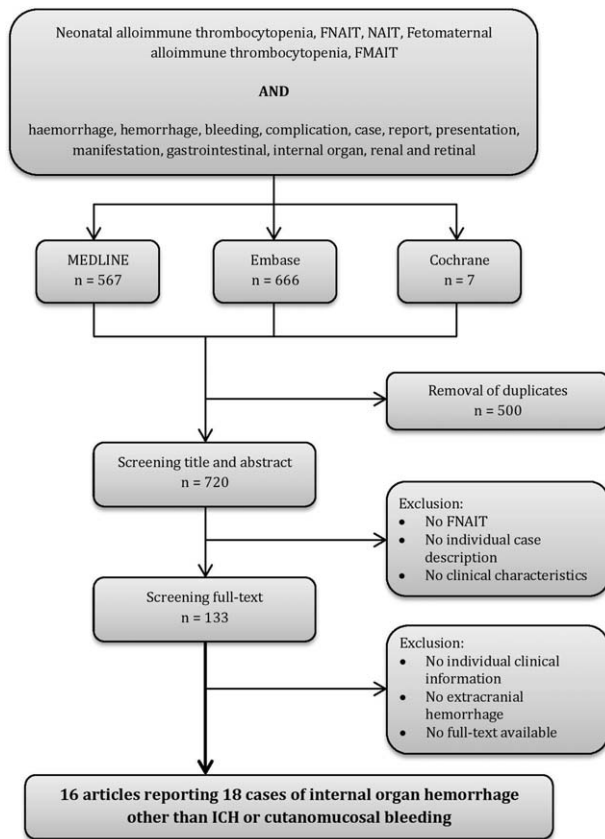 Neonatal alloimmune thrombocytopenia, FNAIT, NAIT, Fetomaternal
alloimmune thrombocytopenia, FMAIT
AND
haemorrhage, hemorrhage, bleeding, complication, case, report, presentation,
manifestation, gastrointestinal, internal organ, renal and retinal
MEDLINE
n = 567
Embase
n = 666
Cochrane
n = 7
Removal of duplicates
n = 500
Screening title and abstract
n = 720
Exclusion:
• No FNAIT
• No individual case
description
• No clinical characteristics
Screening full-text
n = 133
Exclusion:
• No individual clinical
information
• No extracranial
hemorrhage
• No full-text available
16 articles reporting 18 cases of internal organ hemorrhage
other than ICH or cutanomucosal bleeding